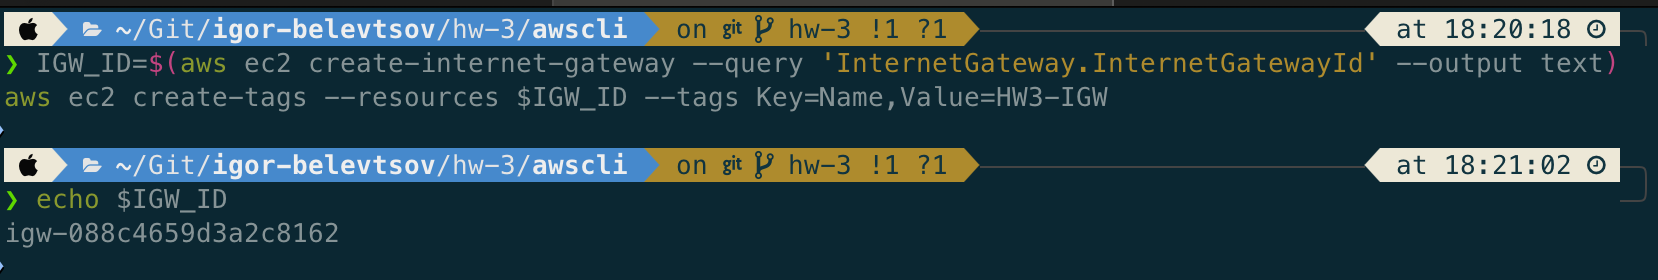 ~/Git/igor-belevtsov/hw-3/awscli on git hw-3 !1 ?1 at 18:20:18
❯ IGW_ID=$(aws ec2 create-internet-gateway --query 'InternetGateway.InternetGatewayId' --output text)
aws ec2 create-tags --resources $IGW_ID --tags Key=Name,Value=HW3-IGW
~/Git/igor-belevtsov/hw-3/awscli on git hw-3 !1 ?1 at 18:21:02
❯ echo $IGW_ID
igw-088c4659d3a2c8162